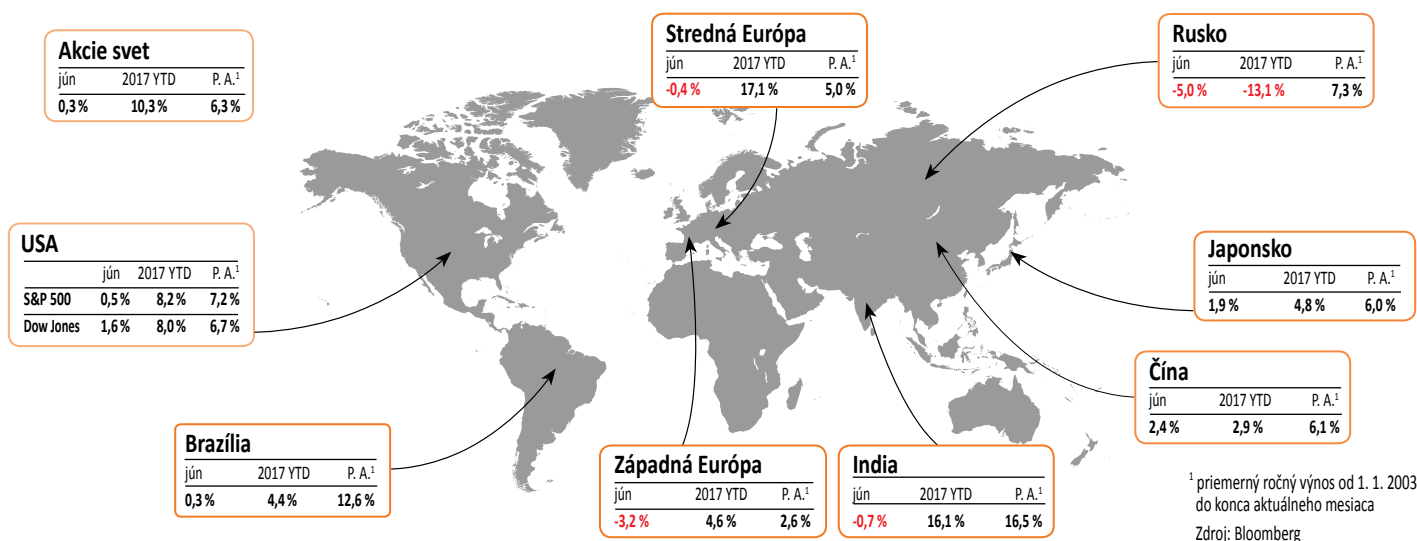 Akcie svet
jún 2017 YTD P. A.¹
0,3 % 10,3 % 6,3 %
Stredná Európa
jún 2017 YTD P. A.¹
-0,4 % 17,1 % 5,0 %
Rusko
jún 2017 YTD P. A.¹
-5,0 % -13,1 % 7,3 %
USA
jún 2017 YTD P. A.¹
S&P 500 0,5 % 8,2 % 7,2 %
Dow Jones 1,6 % 8,0 % 6,7 %
Japonsko
jún 2017 YTD P. A.¹
1,9 % 4,8 % 6,0 %
Čína
jún 2017 YTD P. A.¹
2,4 % 2,9 % 6,1 %
Brazília
jún 2017 YTD P. A.¹
0,3 % 4,4 % 12,6 %
Západná Európa
jún 2017 YTD P. A.¹
-3,2 % 4,6 % 2,6 %
India
jún 2017 YTD P. A.¹
-0,7 % 16,1 % 16,5 %
¹ priemerný ročný výnos od 1. 1. 2003
do konca aktuálneho mesiaca
Zdroj: Bloomberg